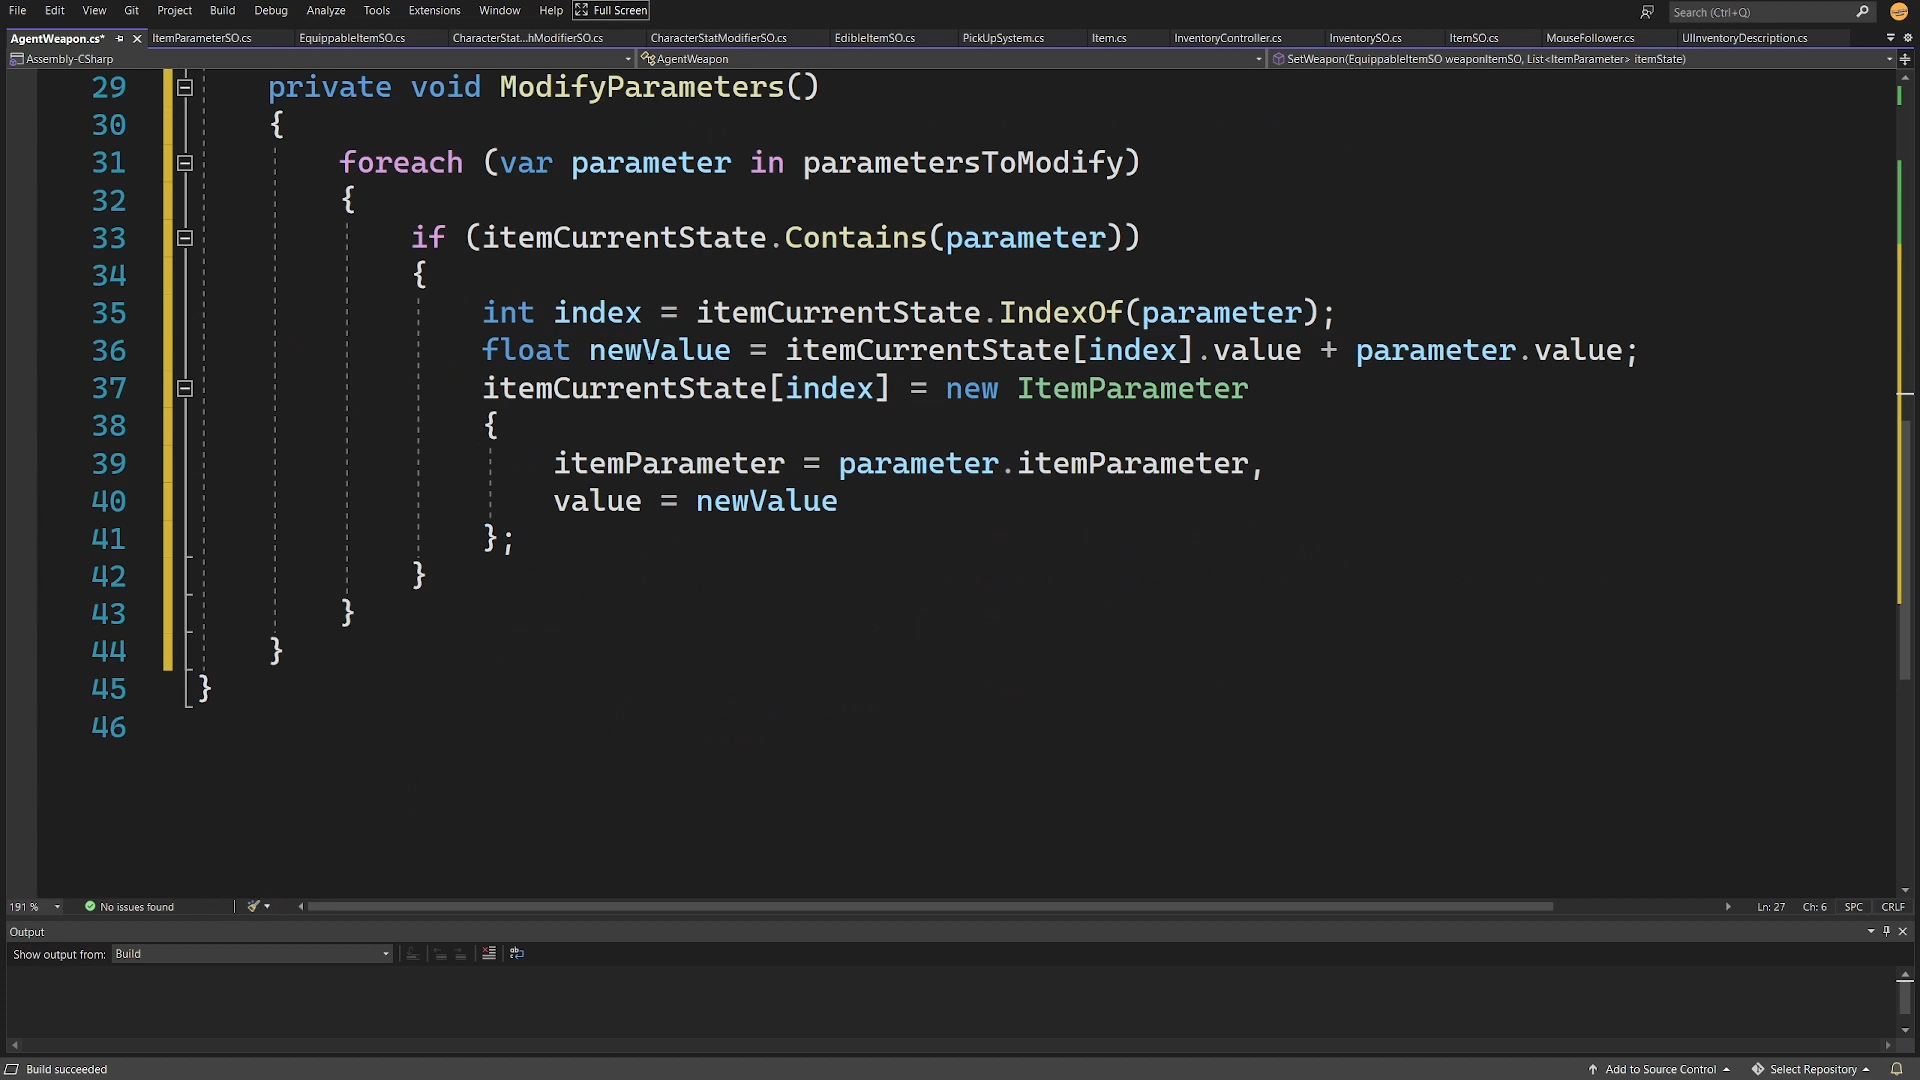 File Edit View Git Project Build Debug Analyze Tools Extensions Window Help Full Screen Search (Ctrl+Q)
AgentWeapon.cs* ItemParameterSO.cs EquippableItemSO.cs CharacterStat...hModifierSO.cs CharacterStatModifierSO.cs EdibleItemSO.cs PickUpSystem.cs Item.cs InventoryController.cs InventorySO.cs ItemSO.cs MouseFollower.cs UIInventoryDescription.cs
Assembly-CSharp AgentWeapon SetWeapon(EquippableItemSO weaponItemSO, List<ItemParameter> itemState)
29 private void ModifyParameters()
30 {
31 foreach (var parameter in parametersToModify)
32 {
33 if (itemCurrentState.Contains(parameter))
34 {
35 int index = itemCurrentState.IndexOf(parameter);
36 float newValue = itemCurrentState[index].value + parameter.value;
37 itemCurrentState[index] = new ItemParameter
38 {
39 itemParameter = parameter.itemParameter,
40 value = newValue
41 };
42 }
43 }
44 }
45 }
46
191 % No issues found Ln: 27 Ch: 6 SPC CRLF
Output
Show output from: Build
Build succeeded Add to Source Control Select Repository